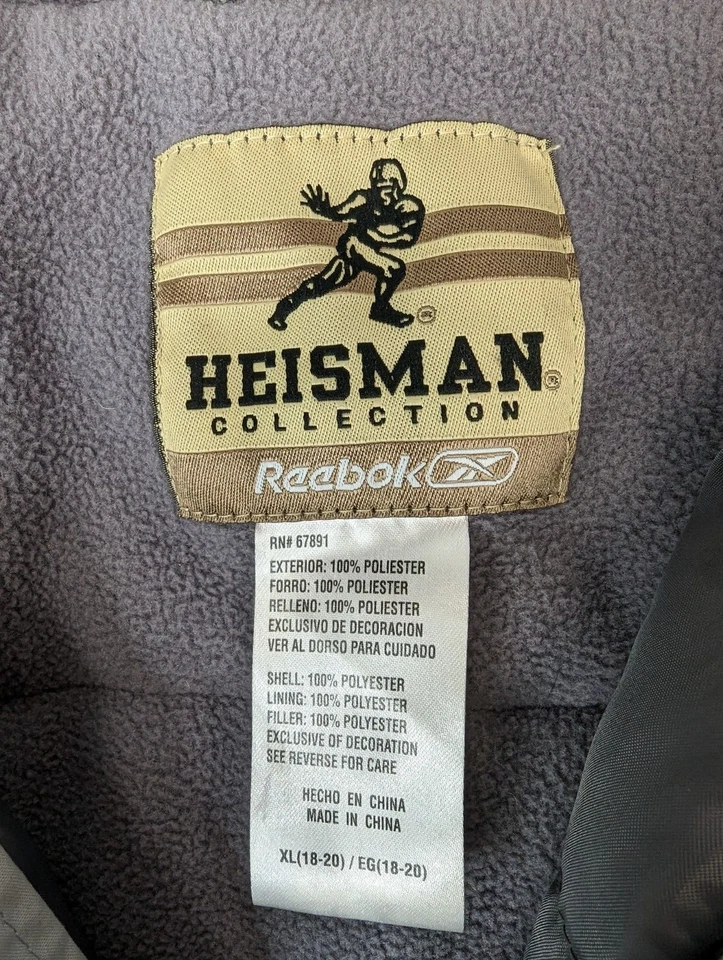 ®
HEISMAN®
COLLECTION
Reebok
RN# 67891
EXTERIOR: 100% POLIESTER
FORRO: 100% POLIESTER
RELLENO: 100% POLIESTER
EXCLUSIVO DE DECORACION
VER AL DORSO PARA CUIDADO
SHELL: 100% POLYESTER
LINING: 100% POLYESTER
FILLER: 100% POLYESTER
EXCLUSIVE OF DECORATION
SEE REVERSE FOR CARE
HECHO EN CHINA
MADE IN CHINA
XL(18-20) / EG(18-20)